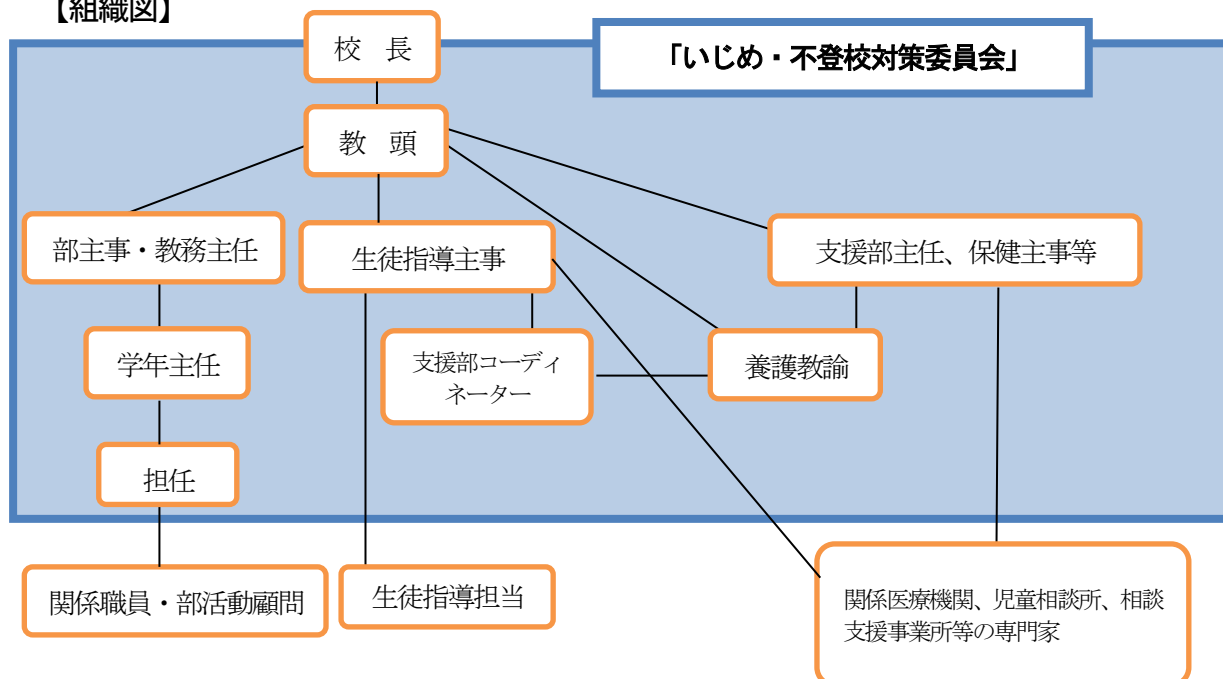 【組織図】
校　長
「いじめ・不登校対策委員会」
教　頭
部主事・教務主任
生徒指導主事
支援部主任、保健主事等
学年主任
支援部コーディ
ネーター
養護教諭
担任
関係職員・部活動顧問
生徒指導担当
関係医療機関、児童相談所、相談
支援事業所等の専門家